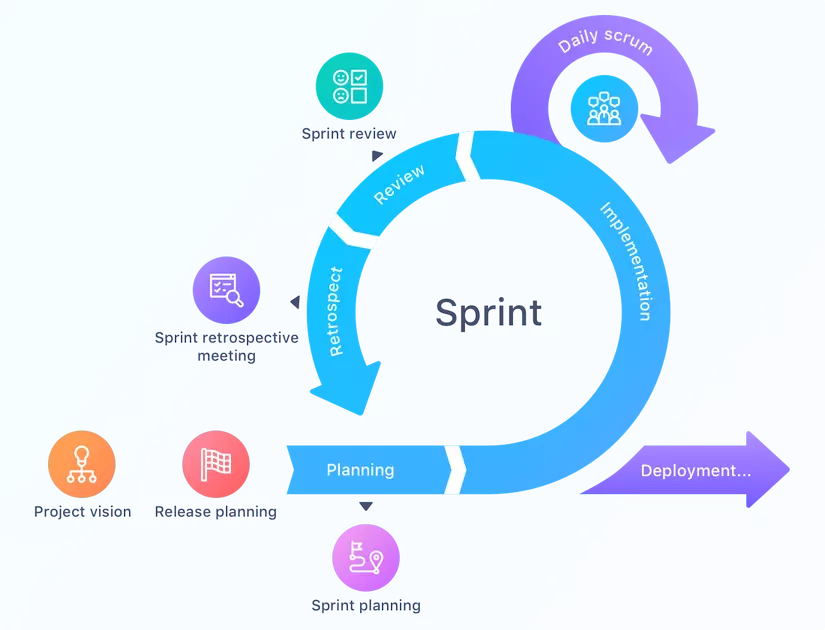 Daily scrum
Sprint review
Review
Implementation
Retrospect
Sprint
Sprint retrospective
meeting
Planning
Deployment...
Project vision
Release planning
Sprint planning